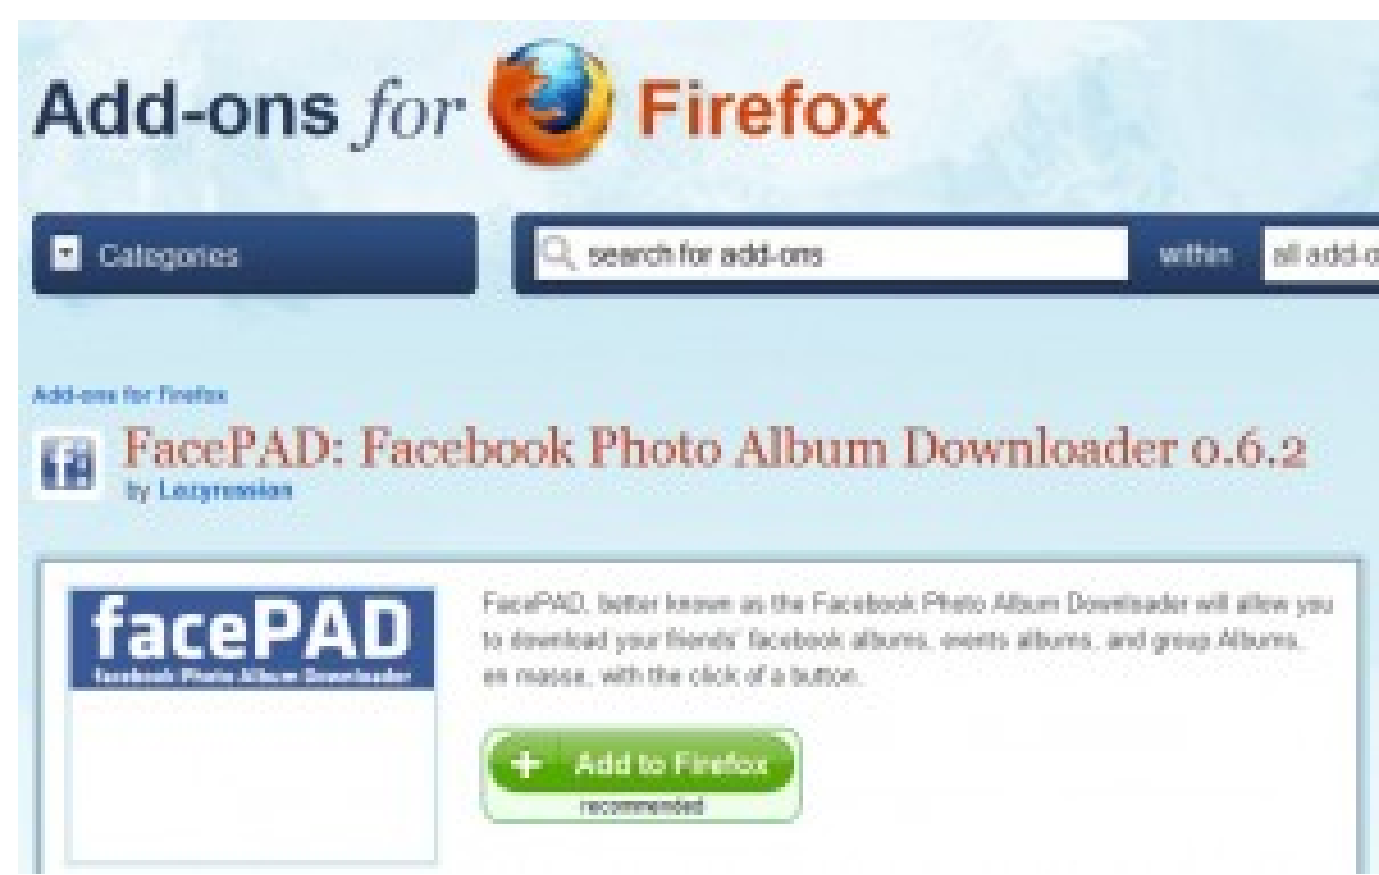 Add-ons for Firefox
Categories
search for add-ons within all add-o
Add-ons for Firefox
FacePAD: Facebook Photo Album Downloader 0.6.2
by Lazyrussian
facePAD
Facebook Photo Album Downloader
FacePAD, better known as the Facebook Photo Album Downloader will allow you
to download your friends' facebook albums, events albums, and group Albums,
en masse, with the click of a button.
Add to Firefox
recommended